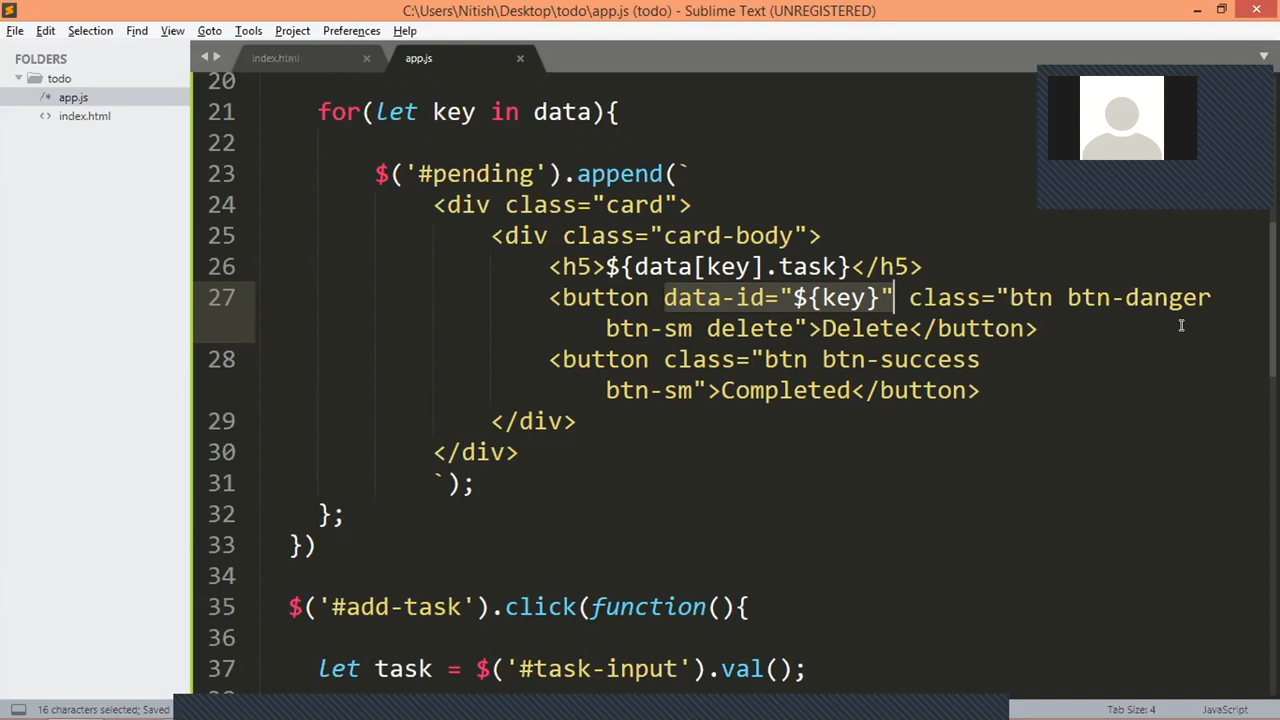 C:\Users\Nitish\Desktop\todo\app.js (todo) - Sublime Text (UNREGISTERED)
File Edit Selection Find View Goto Tools Project Preferences Help
FOLDERS
todo
/* app.js
<> index.html
index.html × app.js ×
20
21 for(let key in data){
22
23 $('#pending').append(`
24 <div class="card">
25 <div class="card-body">
26 <h5>${data[key].task}</h5>
27 <button data-id="${key}" class="btn btn-danger
btn-sm delete">Delete</button>
28 <button class="btn btn-success
btn-sm">Completed</button>
29 </div>
30 </div>
31 `);
32 };
33 })
34
35 $('#add-task').click(function(){
36
37 let task = $('#task-input').val();
16 characters selected; Saved
Tab Size: 4 JavaScript